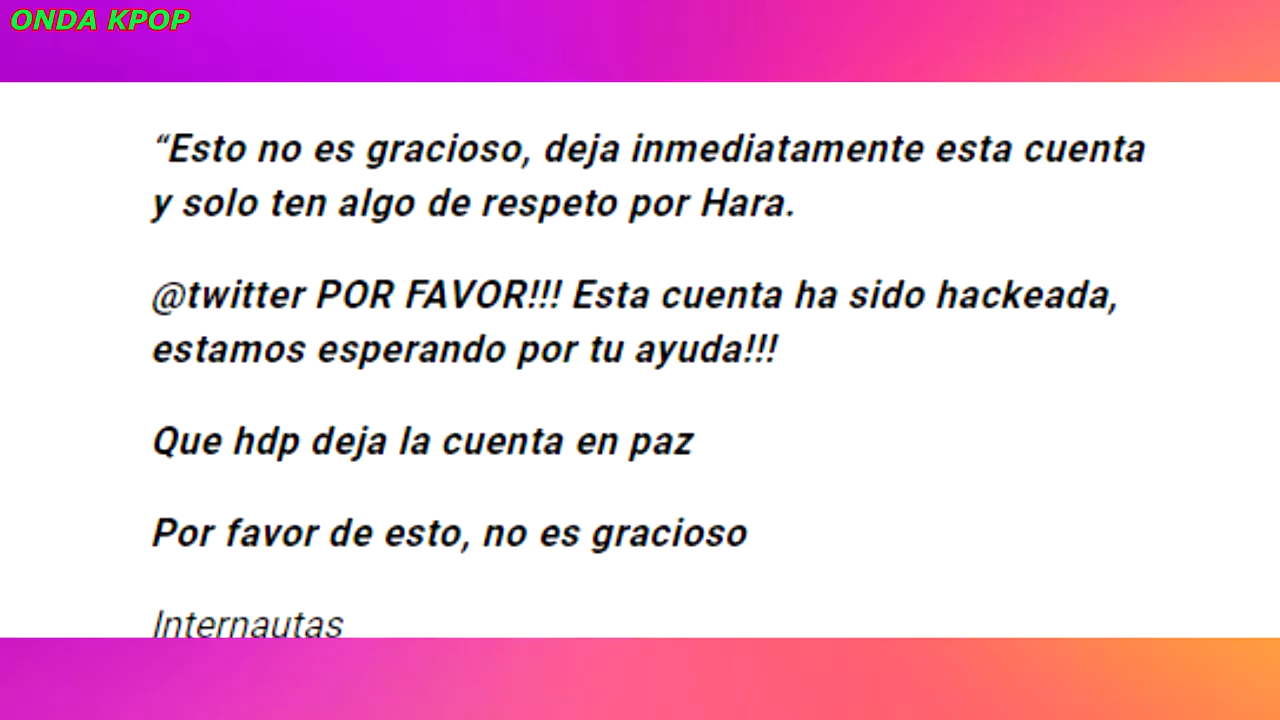 ONDA KPOP
“Esto no es gracioso, deja inmediatamente esta cuenta
y solo ten algo de respeto por Hara.
@twitter POR FAVOR!!! Esta cuenta ha sido hackeada,
estamos esperando por tu ayuda!!!
Que hdp deja la cuenta en paz
Por favor de esto, no es gracioso
Internautas